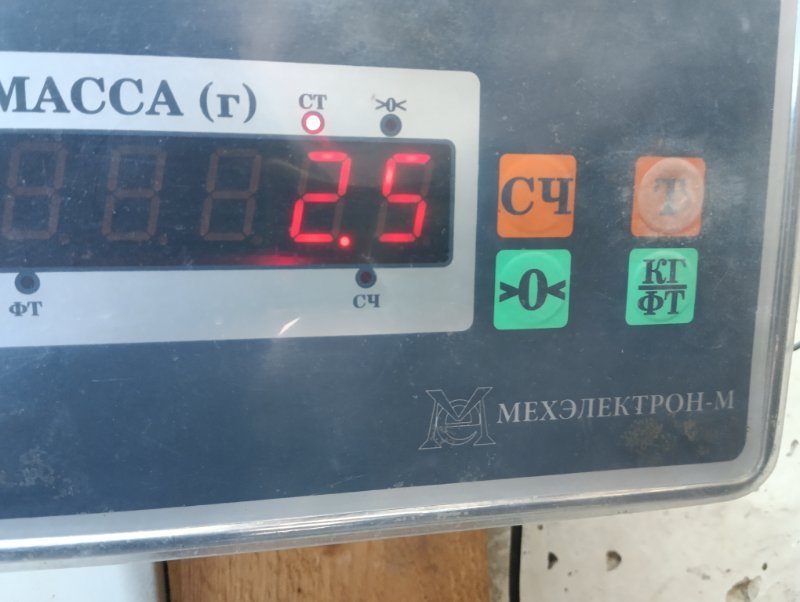 МАССА (г)
СТ >0<
2.5
ФТ СЧ
СЧ Т
>0< КГ
ФТ
МЕХЭЛЕКТРОН-М